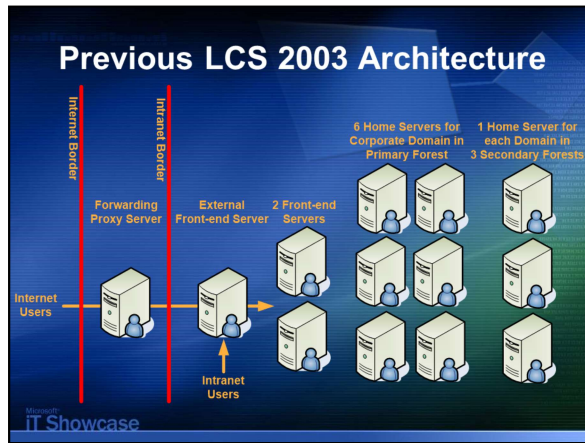 Previous LCS 2003 Architecture
Internet Border
Intranet Border
6 Home Servers for
Corporate Domain in
Primary Forest
1 Home Server for
each Domain in
3 Secondary Forests
Forwarding
Proxy Server
External
Front-end Server
2 Front-end
Servers
Internet
Users
Intranet
Users
Microsoft
iT Showcase